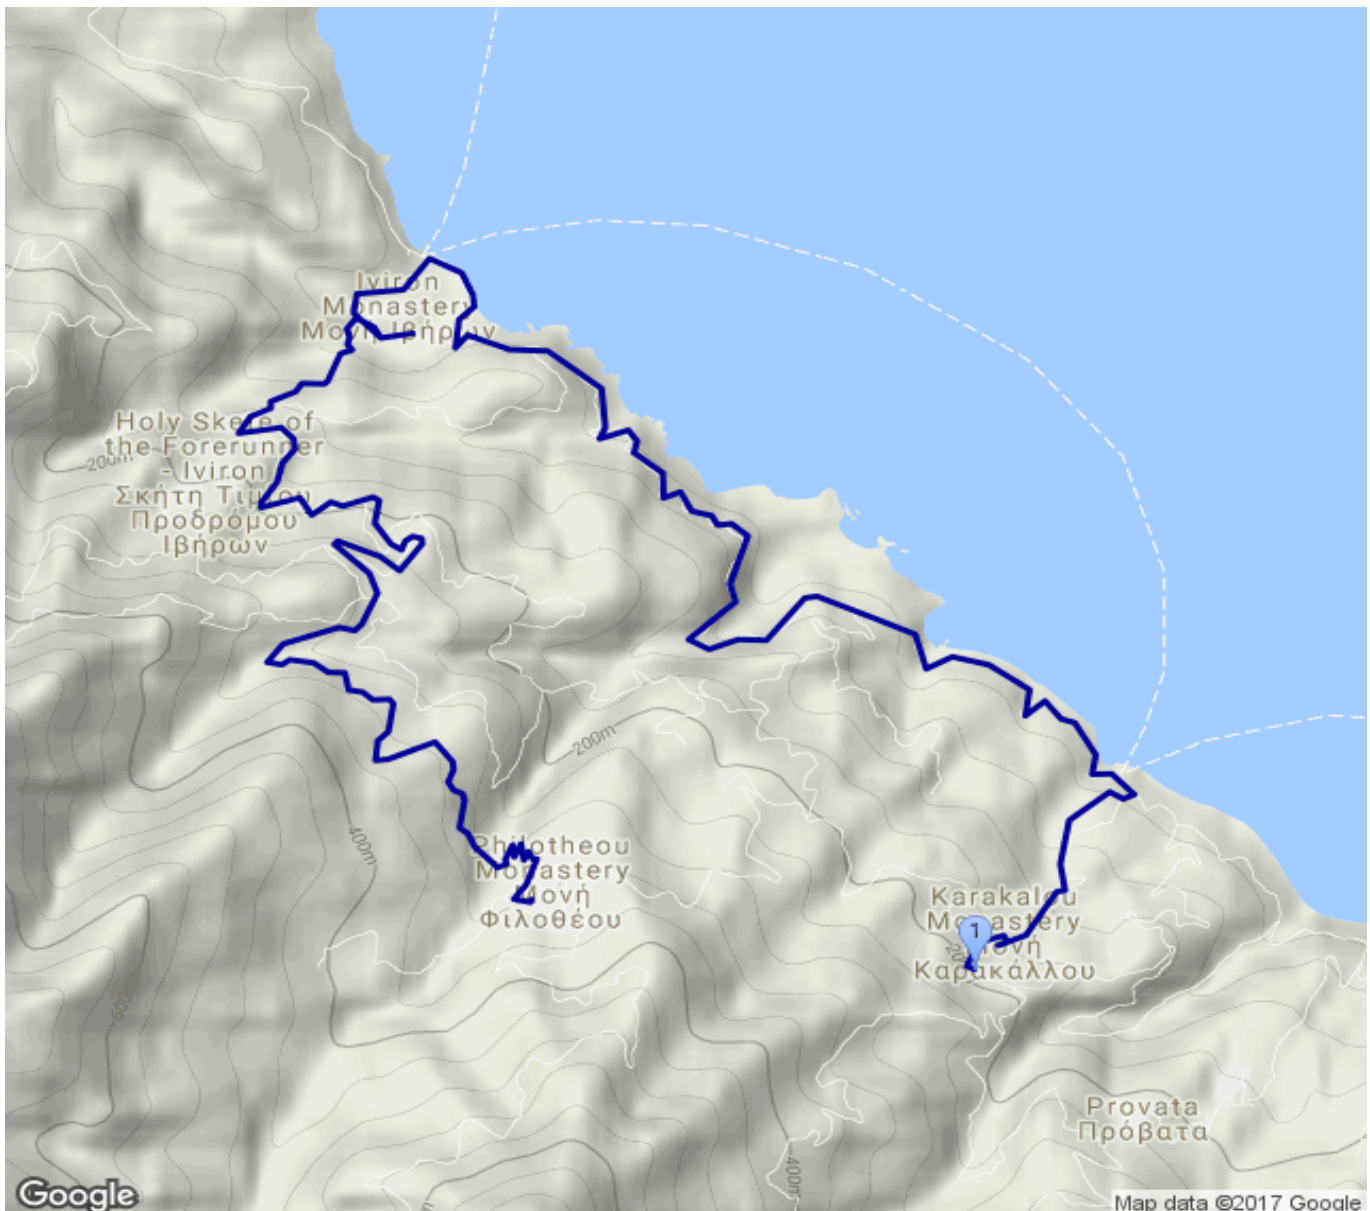 Iviron
Monastery
Μονή Ιβήρων
Holy Skete of
the Forerunner
- Iviron
Σκήτη Τιμίου
Προδρόμου
Ιβήρων
200m
200m
400m
Philotheou
Monastery
Μονή
Φιλοθέου
Karakalou
Monastery
1
Μονή
Καρακάλλου
Provata
Πρόβατα
400m
Google
Map data ©2017 Google